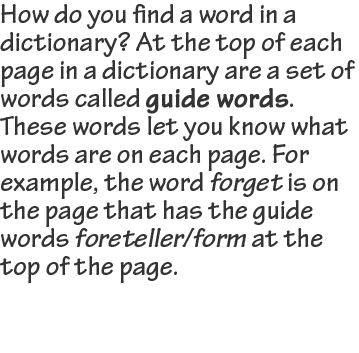 How do you find a word in a
dictionary? At the top of each
page in a dictionary are a set of
words called guide words.
These words let you know what
words are on each page. For
example, the word forget is on
the page that has the guide
words foreteller/form at the
top of the page.